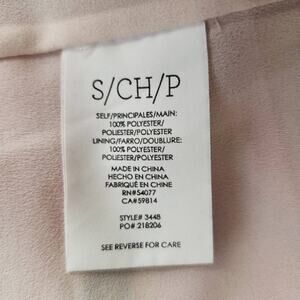 S/CH/P
SELF/PRINCIPALES/MAIN:
100% POLYESTER/
POLIESTER/POLYESTER
LINING/FARRO/DOUBLURE:
100% POLYESTER/
POLIESTER/POLYESTER
MADE IN CHINA
HECHO EN CHINA
FABRIQUÉ EN CHINE
RN#54077
CA#59814
STYLE# 3448
PO# 218206
SEE REVERSE FOR CARE